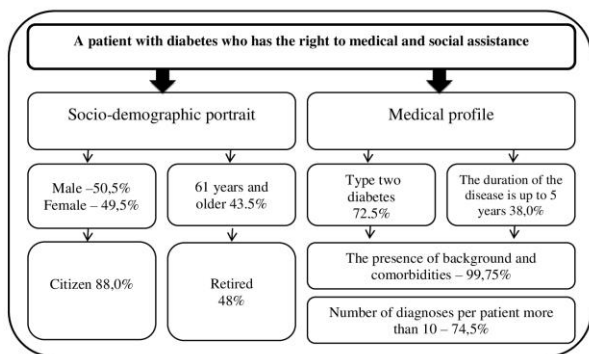 A patient with diabetes who has the right to medical and social assistance
Socio-demographic portrait
Medical profile
Male –50,5%
Female – 49,5%
61 years and
older 43.5%
Type two
diabetes
72.5%
The duration of the
disease is up to 5
years 38,0%
Citizen 88,0%
Retired
48%
The presence of background and
comorbidities – 99,75%
Number of diagnoses per patient more
than 10 – 74,5%